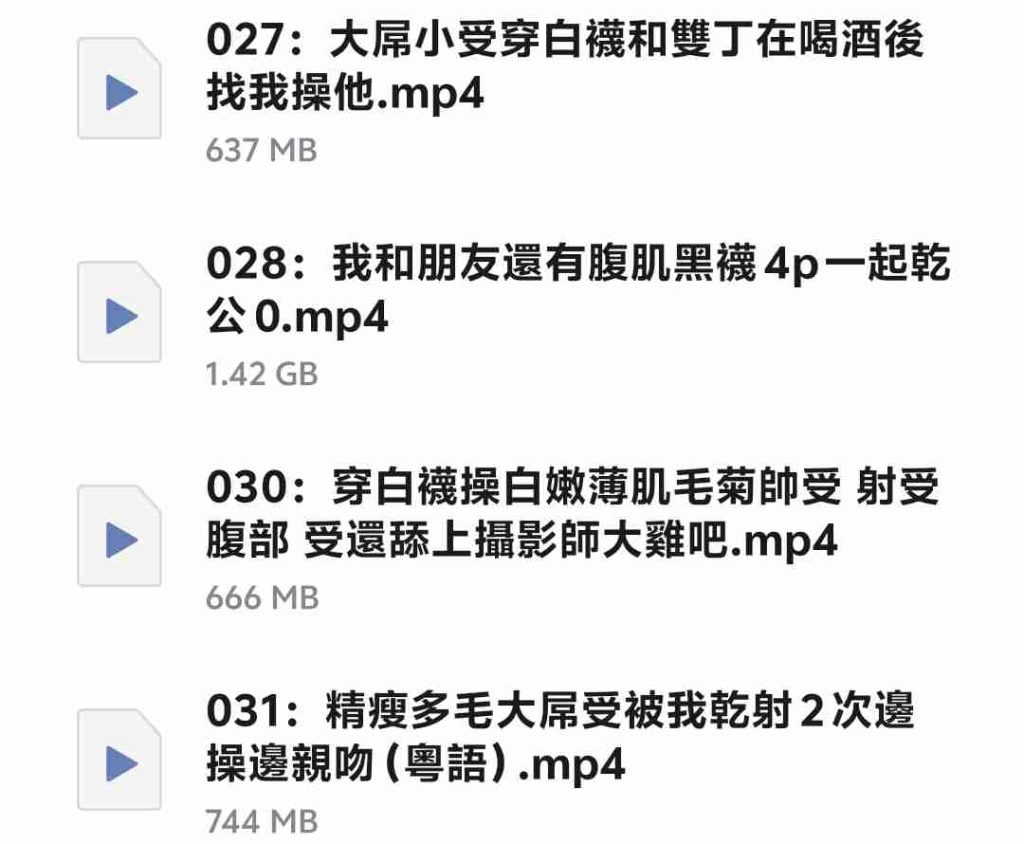 027：大屌小受穿白襪和雙丁在喝酒後
找我操他.mp4
637 MB
028：我和朋友還有腹肌黑襪4p一起乾
公0.mp4
1.42 GB
030：穿白襪操白嫩薄肌毛菊帥受 射受
腹部 受還舔上攝影師大雞吧.mp4
666 MB
031：精瘦多毛大屌受被我乾射2次邊
操邊親吻（粵語）.mp4
744 MB